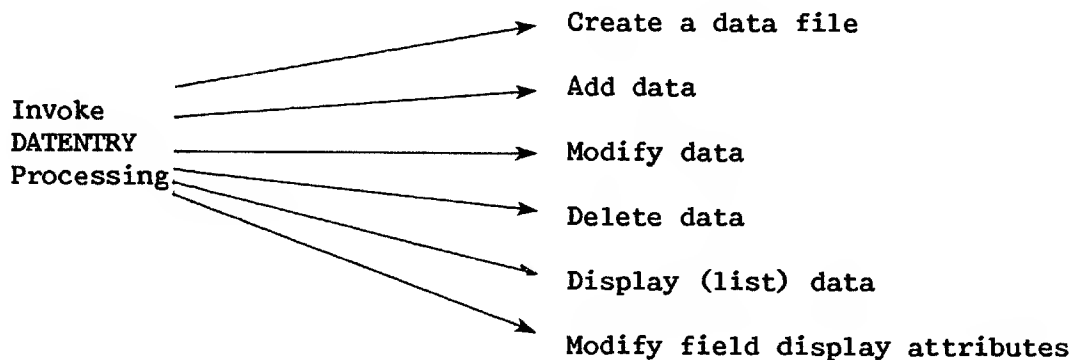 Invoke
DATENTRY
Processing
Create a data file
Add data
Modify data
Delete data
Display (list) data
Modify field display attributes